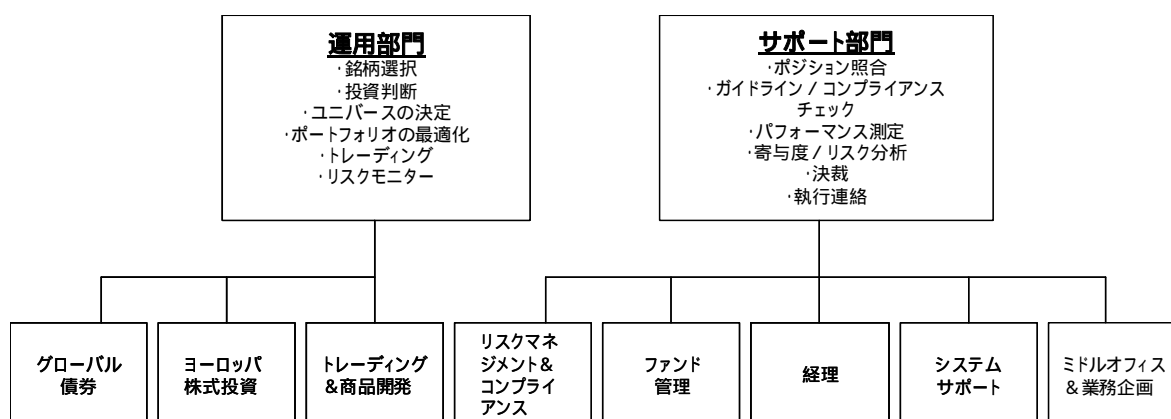 運用部門
・銘柄選択
・投資判断
・ユニバースの決定
・ポートフォリオの最適化
・トレーディング
・リスクモニター
サポート部門
・ポジション照合
・ガイドライン / コンプライアンス
チェック
・パフォーマンス測定
・寄与度 / リスク分析
・決裁
・執行連絡
グローバル
債券
ヨーロッパ
株式投資
トレーディング
&商品開発
リスクマネ
ジメント&
コンプライ
アンス
ファンド
管理
経理
システム
サポート
ミドルオフィス
&業務企画